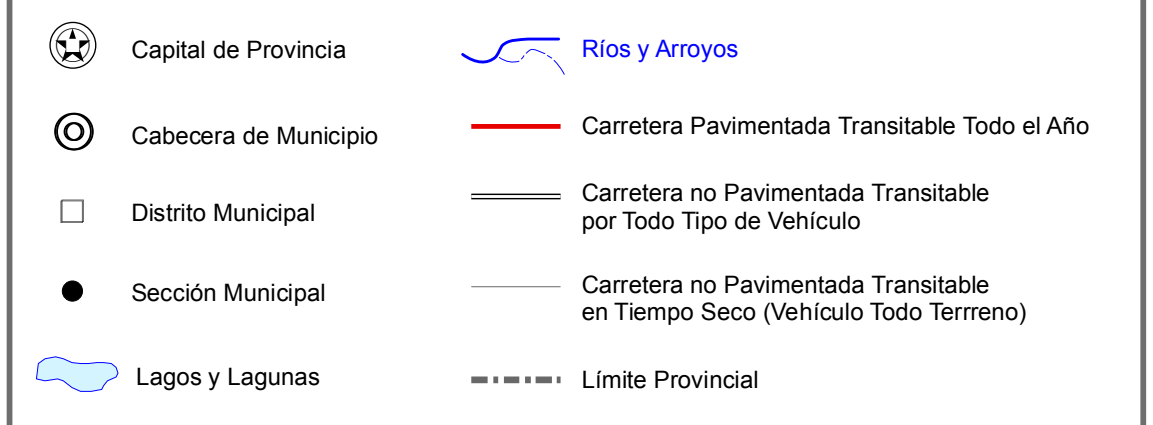 Capital de Provincia
Cabecera de Municipio
Distrito Municipal
Sección Municipal
Lagos y Lagunas
Ríos y Arroyos
Carretera Pavimentada Transitable Todo el Año
Carretera no Pavimentada Transitable
por Todo Tipo de Vehículo
Carretera no Pavimentada Transitable
en Tiempo Seco (Vehículo Todo Terrreno)
Límite Provincial